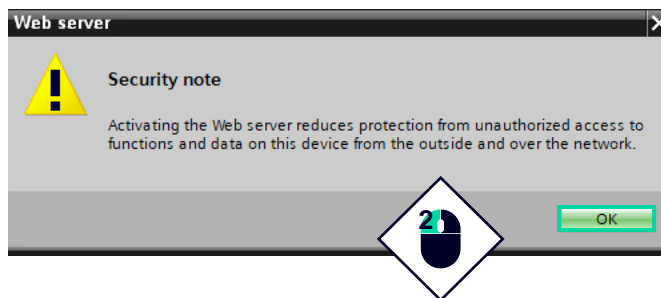 Web server
Security note
Activating the Web server reduces protection from unauthorized access to
functions and data on this device from the outside and over the network.
2
OK